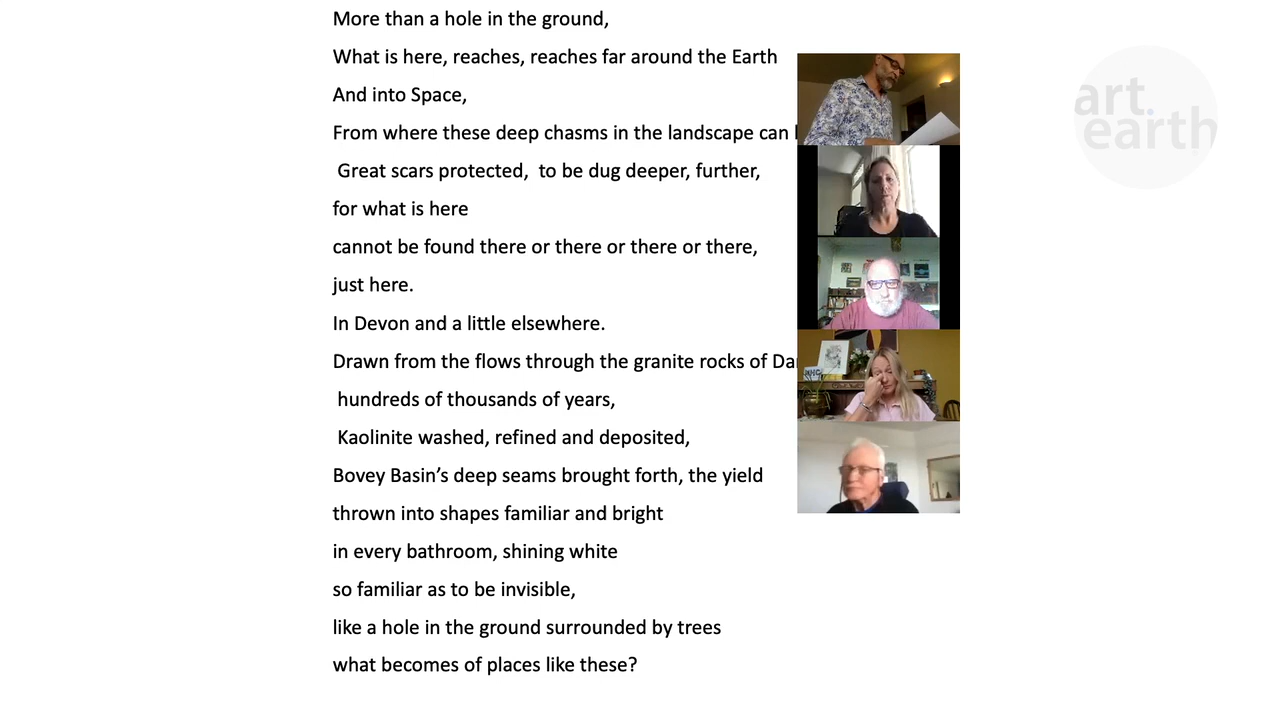 More than a hole in the ground,
What is here, reaches, reaches far around the Earth
And into Space,
From where these deep chasms in the landscape can
Great scars protected,  to be dug deeper, further,
for what is here
cannot be found there or there or there or there,
just here.
In Devon and a little elsewhere.
Drawn from the flows through the granite rocks of
hundreds of thousands of years,
Kaolinite washed, refined and deposited,
Bovey Basin’s deep seams brought forth, the yield
thrown into shapes familiar and bright
in every bathroom, shining white
so familiar as to be invisible,
like a hole in the ground surrounded by trees
what becomes of places like these?
art.
earth